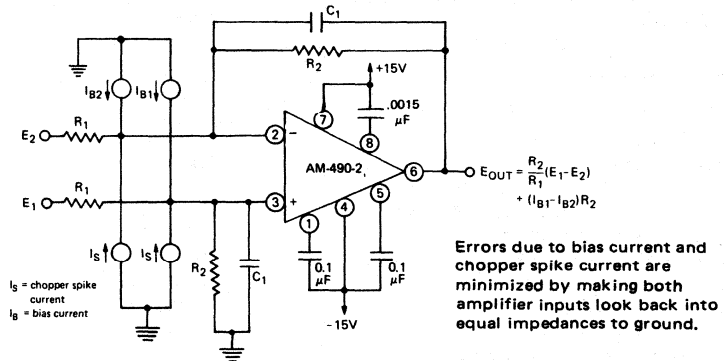 C1
R2
+15V
IB2
IB1
.0015
µF
R1
E2
7
8
2
−
AM-490-2
6
EOUT = R2/R1 (E1-E2)
+ (IB1-IB2)R2
R1
E1
3
+
5
1
4
IS
IS
R2
C1
0.1
µF
0.1
µF
−15V
IS = chopper spike
current
IB = bias current
Errors due to bias current and
chopper spike current are
minimized by making both
amplifier inputs look back into
equal impedances to ground.